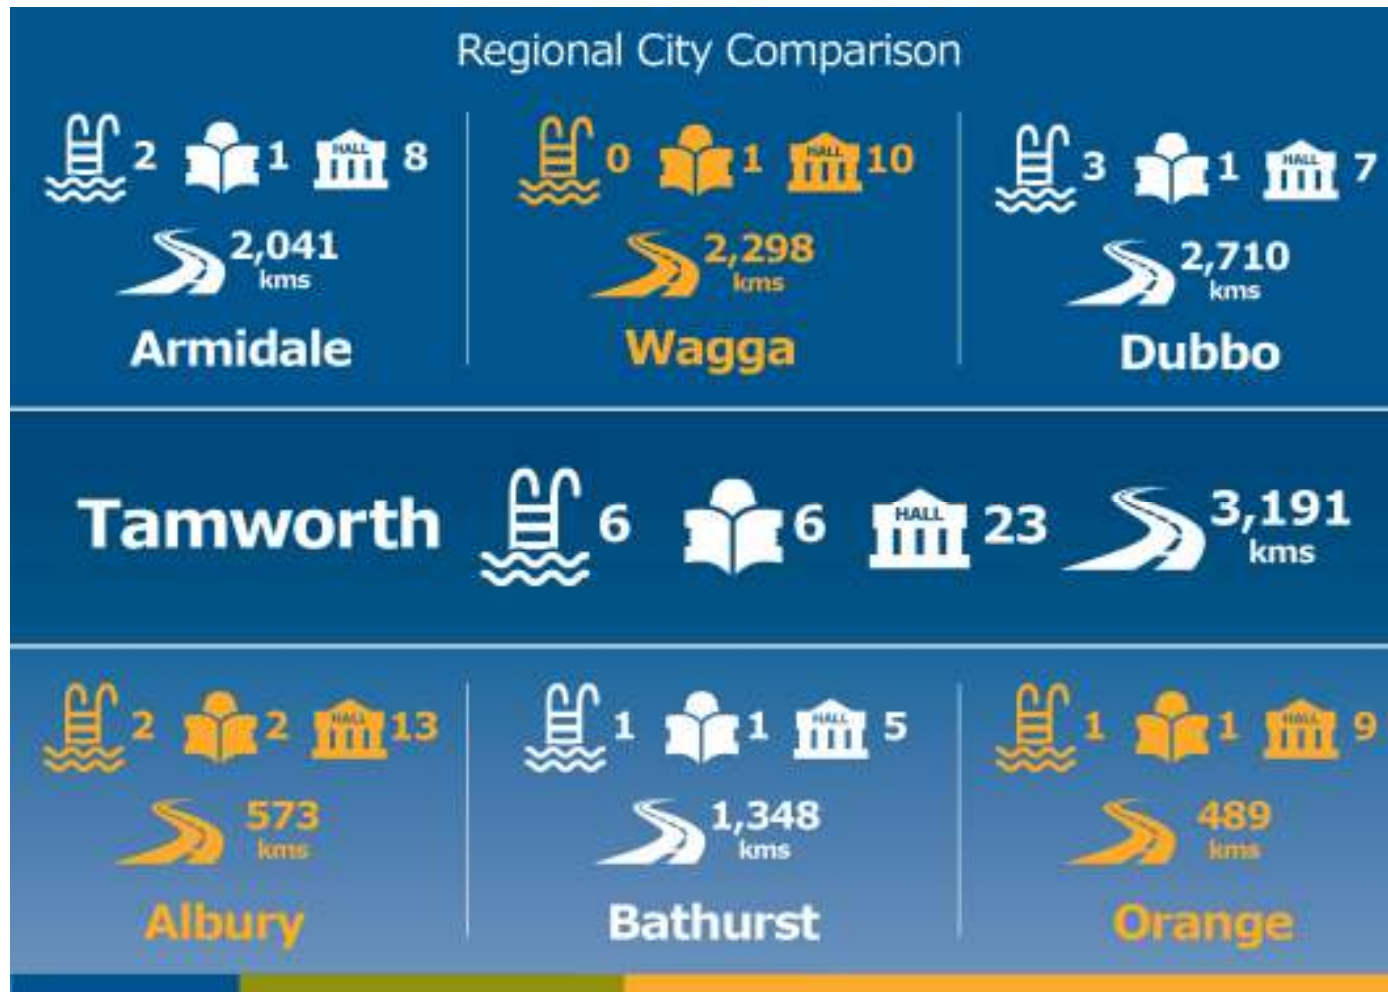 Regional City Comparison
2 1 HALL 8
2,041
kms
Armidale
0 1 HALL 10
2,298
kms
Wagga
3 1 HALL 7
2,710
kms
Dubbo
Tamworth 6 6 HALL 23 3,191
kms
2 2 HALL 13
573
kms
Albury
1 1 HALL 5
1,348
kms
Bathurst
1 1 HALL 9
489
kms
Orange